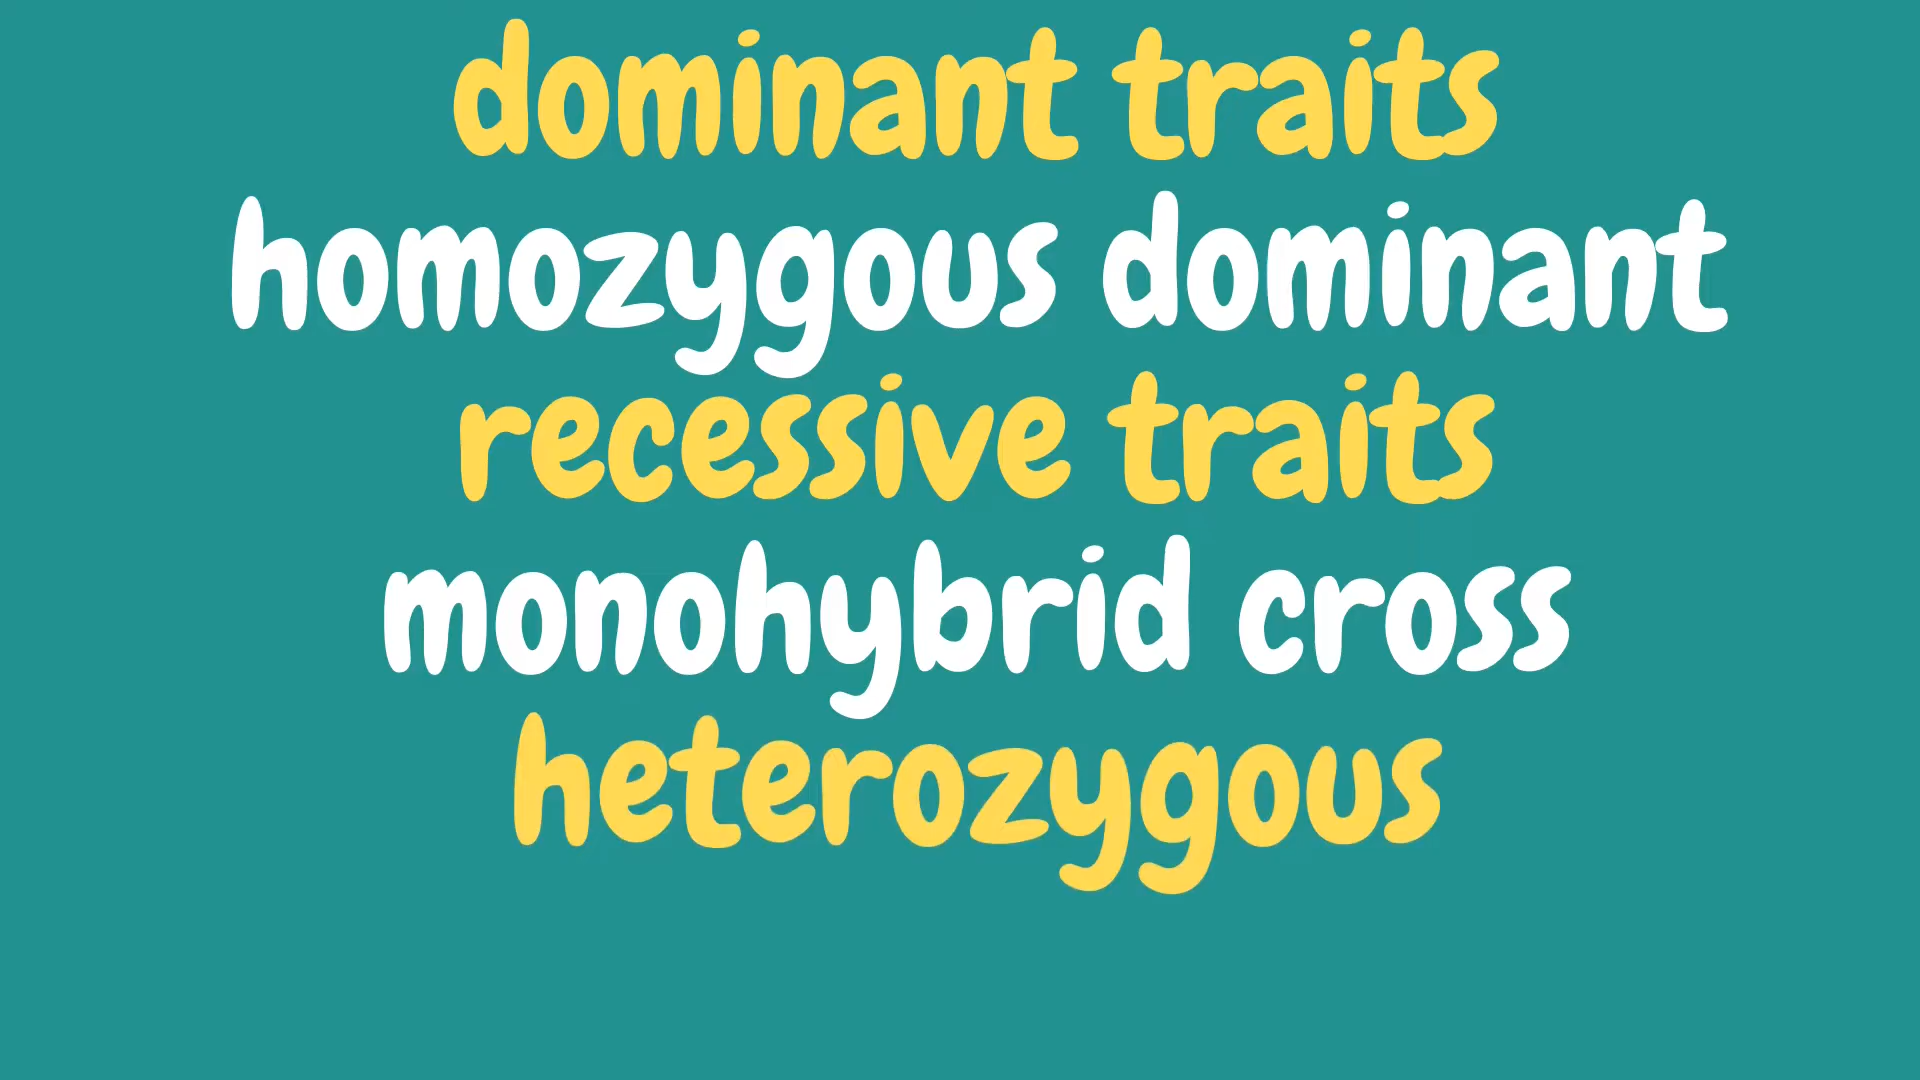 dominant traits
homozygous dominant
recessive traits
monohybrid cross
heterozygous